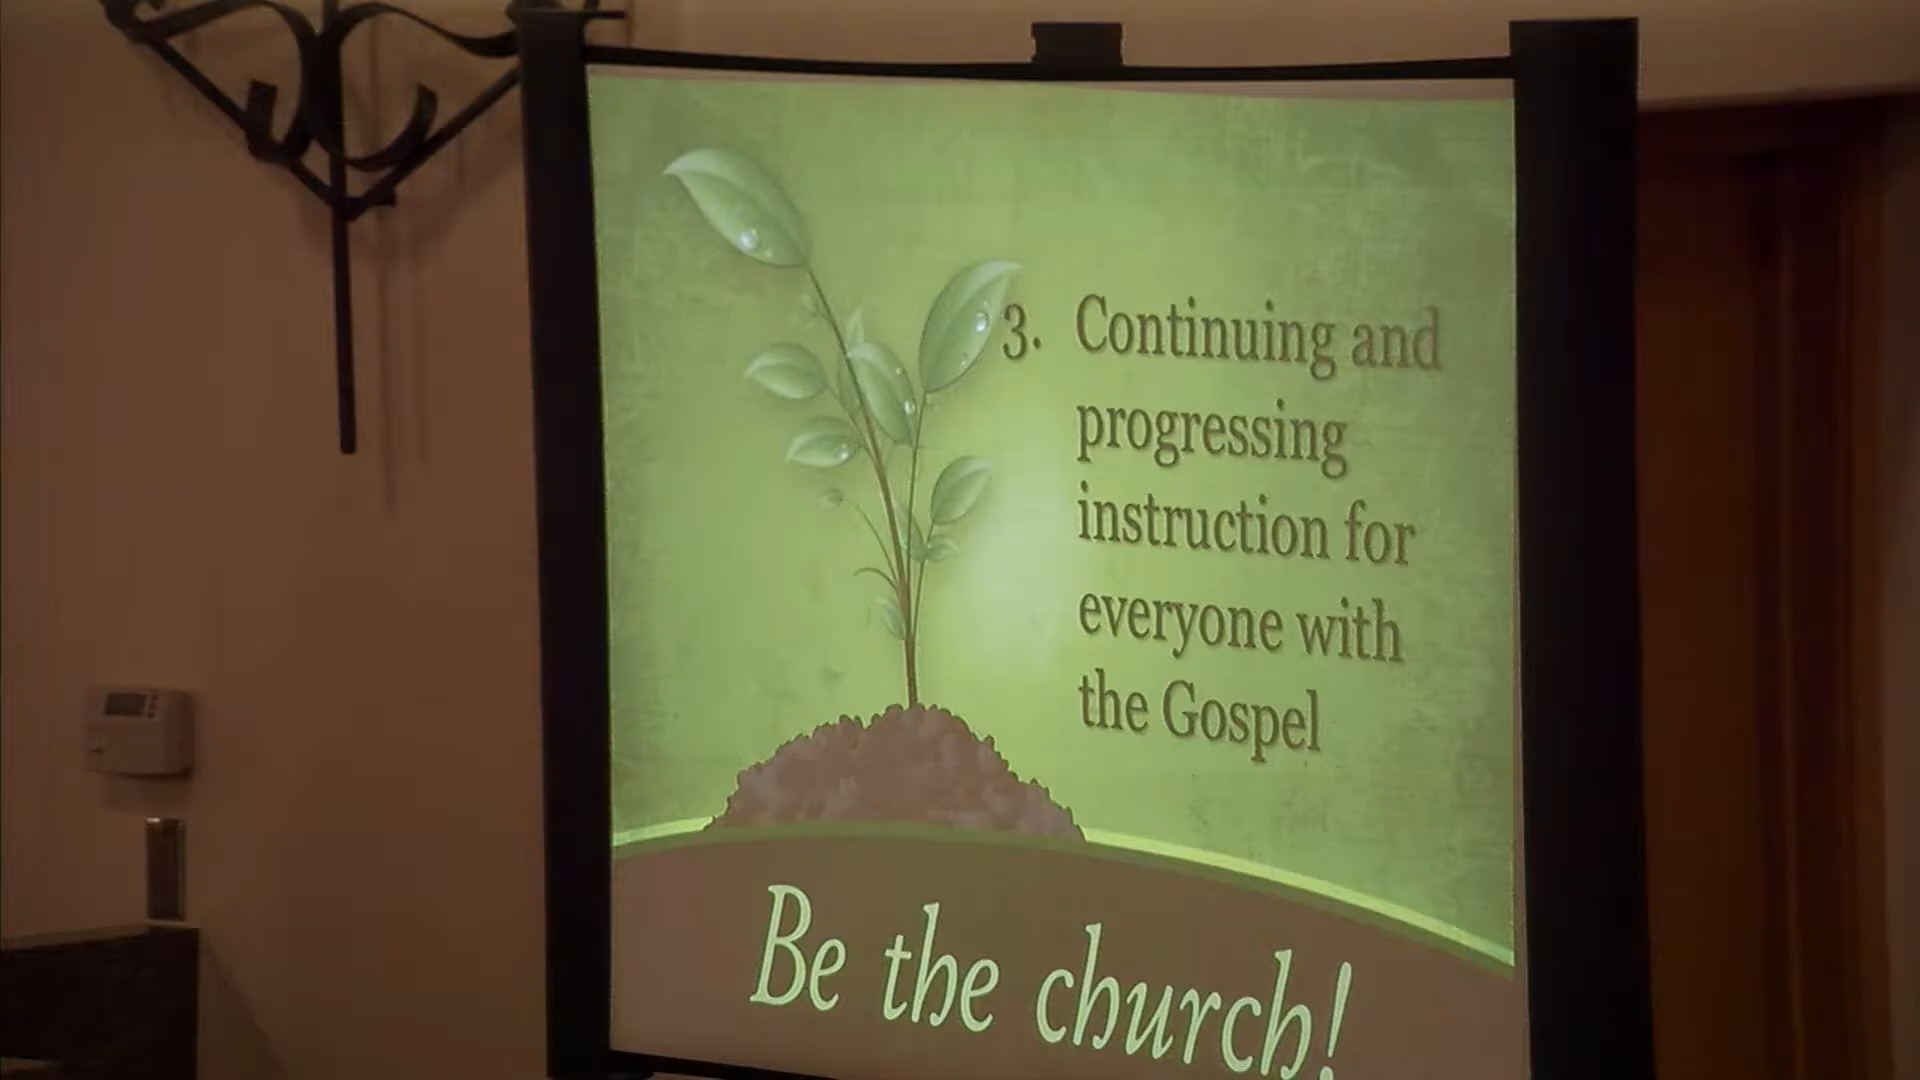 3. Continuing and
progressing
instruction for
everyone with
the Gospel
Be the church!